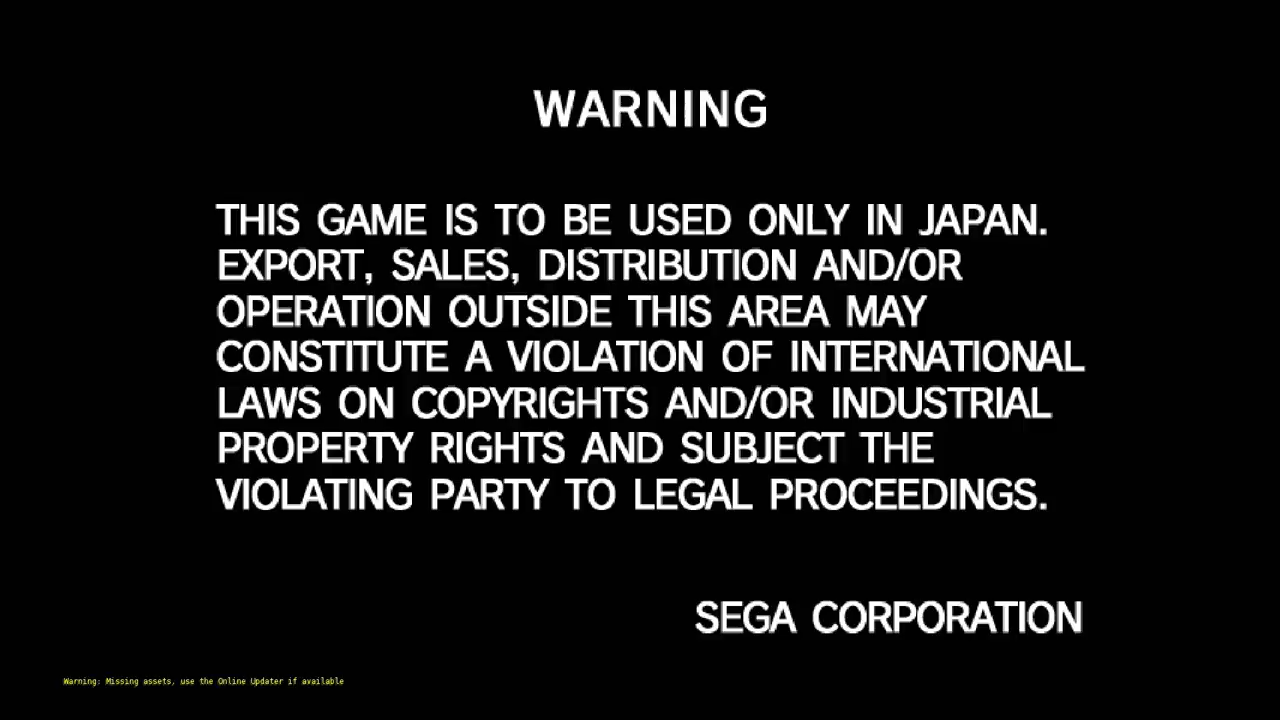 WARNING
THIS GAME IS TO BE USED ONLY IN JAPAN.
EXPORT, SALES, DISTRIBUTION AND/OR
OPERATION OUTSIDE THIS AREA MAY
CONSTITUTE A VIOLATION OF INTERNATIONAL
LAWS ON COPYRIGHTS AND/OR INDUSTRIAL
PROPERTY RIGHTS AND SUBJECT THE
VIOLATING PARTY TO LEGAL PROCEEDINGS.
SEGA CORPORATION
Warning: Missing assets, use the Online Updater if available